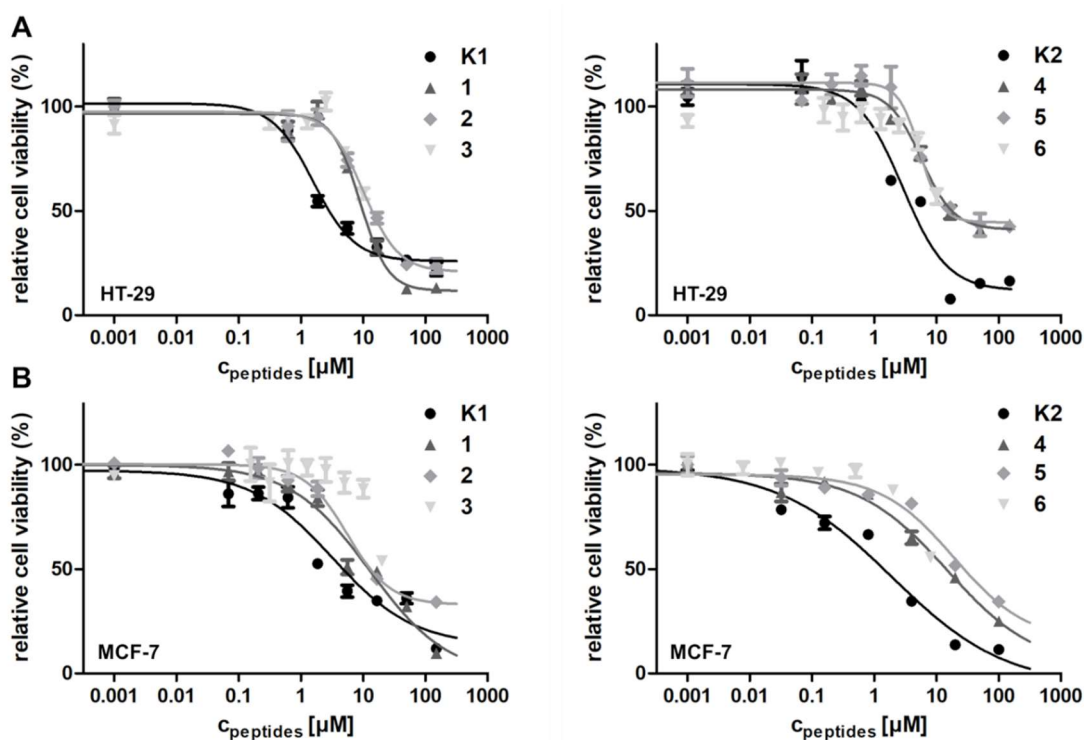 A
relative cell viability (%)
100
50
0
HT-29
K1
1
2
3
0.001 0.01 0.1 1 10 100 1000
cpeptides [µM]
relative cell viability (%)
100
50
0
HT-29
K2
4
5
6
0.001 0.01 0.1 1 10 100 1000
cpeptides [µM]
B
relative cell viability (%)
100
50
0
MCF-7
K1
1
2
3
0.001 0.01 0.1 1 10 100 1000
cpeptides [µM]
relative cell viability (%)
100
50
0
MCF-7
K2
4
5
6
0.001 0.01 0.1 1 10 100 1000
cpeptides [µM]